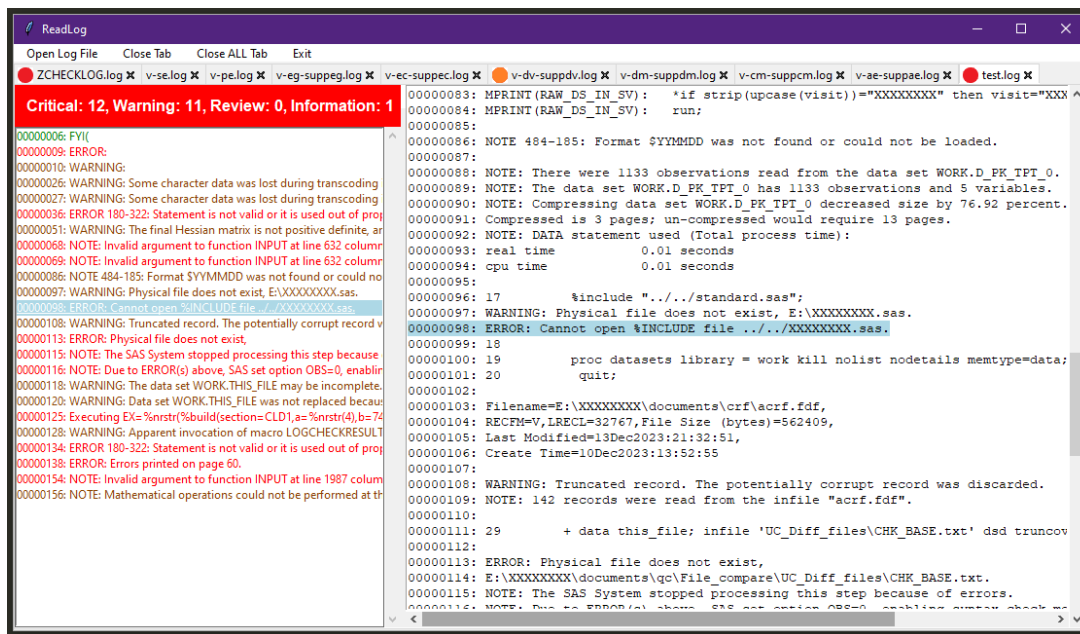 ReadLog
Open Log File Close Tab Close ALL Tab Exit
ZCHECKLOG.log v-se.log v-pe.log v-eg-suppeg.log v-ec-suppec.log v-dv-suppdv.log v-dm-suppdm.log v-cm-suppcm.log v-ae-suppae.log test.log
Critical: 12, Warning: 11, Review: 0, Information: 1
00000006: FYI(
00000009: ERROR:
00000010: WARNING:
00000026: WARNING: Some character data was lost during transcoding
00000027: WARNING: Some character data was lost during transcoding
00000036: ERROR 180-322: Statement is not valid or it is used out of prop
00000051: WARNING: The final Hessian matrix is not positive definite, an
00000068: NOTE: Invalid argument to function INPUT at line 632 column
00000069: NOTE: Invalid argument to function INPUT at line 632 column
00000086: NOTE 484-185: Format $YYMMDD was not found or could no
00000097: WARNING: Physical file does not exist, E:\XXXXXXXX.sas.
00000098: ERROR: Cannot open %INCLUDE file ../../XXXXXXXX.sas.
00000108: WARNING: Truncated record. The potentially corrupt record w
00000113: ERROR: Physical file does not exist,
00000115: NOTE: The SAS System stopped processing this step because
00000116: NOTE: Due to ERROR(s) above, SAS set option OBS=0, enablin
00000118: WARNING: The data set WORK.THIS_FILE may be incomplete.
00000120: WARNING: Data set WORK.THIS_FILE was not replaced becau
00000125: Executing EX=%nrstr(%build(section=CLD1,a=%nrstr(4),b=74
00000128: WARNING: Apparent invocation of macro LOGCHECKRESULT
00000134: ERROR 180-322: Statement is not valid or it is used out of prop
00000138: ERROR: Errors printed on page 60.
00000154: NOTE: Invalid argument to function INPUT at line 1987 colum
00000156: NOTE: Mathematical operations could not be performed at th
00000083: MPRINT(RAW_DS_IN_SV): *if strip(upcase(visit))="XXXXXXXX" then visit="XXX
00000084: MPRINT(RAW_DS_IN_SV): run;
00000085:
00000086: NOTE 484-185: Format $YYMMDD was not found or could not be loaded.
00000087:
00000088: NOTE: There were 1133 observations read from the data set WORK.D_PK_TPT_0.
00000089: NOTE: The data set WORK.D_PK_TPT_0 has 1133 observations and 5 variables.
00000090: NOTE: Compressing data set WORK.D_PK_TPT_0 decreased size by 76.92 percent.
00000091: Compressed is 3 pages; un-compressed would require 13 pages.
00000092: NOTE: DATA statement used (Total process time):
00000093: real time 0.01 seconds
00000094: cpu time 0.01 seconds
00000095:
00000096: 17 %include "../../standard.sas";
00000097: WARNING: Physical file does not exist, E:\XXXXXXXX.sas.
00000098: ERROR: Cannot open %INCLUDE file ../../XXXXXXXX.sas.
00000099: 18
00000100: 19 proc datasets library = work kill nolist nodetails memtype=data;
00000101: 20 quit;
00000102:
00000103: Filename=E:\XXXXXXXX\documents\crf\acrf.fdf,
00000104: RECFM=V,LRECL=32767,File Size (bytes)=562409,
00000105: Last Modified=13Dec2023:21:32:51,
00000106: Create Time=10Dec2023:13:52:55
00000107:
00000108: WARNING: Truncated record. The potentially corrupt record was discarded.
00000109: NOTE: 142 records were read from the infile "acrf.fdf".
00000110:
00000111: 29 + data this_file; infile 'UC_Diff_files\CHK_BASE.txt' dsd truncov
00000112:
00000113: ERROR: Physical file does not exist,
00000114: E:\XXXXXXXX\documents\qc\File_compare\UC_Diff_files\CHK_BASE.txt.
00000115: NOTE: The SAS System stopped processing this step because of errors.
00000116: NOTE: Due to ERROR(s) above, SAS set option OBS=0, enabling syntax check mo